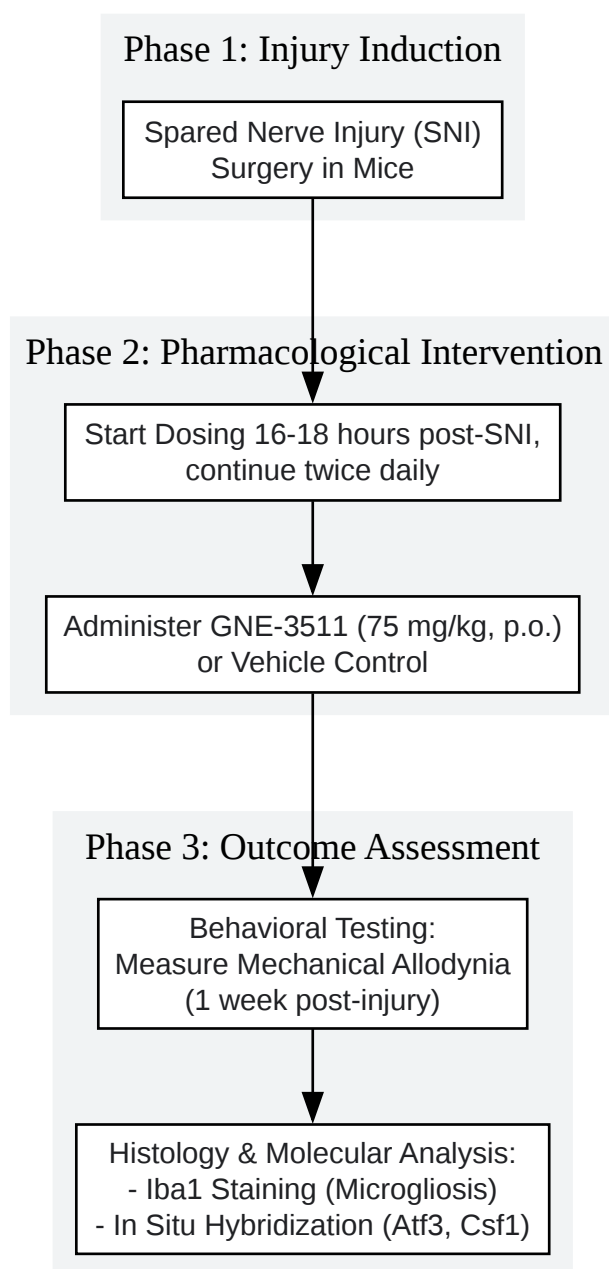 Phase 1: Injury Induction
Spared Nerve Injury (SNI)
Surgery in Mice
Phase 2: Pharmacological Intervention
Start Dosing 16-18 hours post-SNI,
continue twice daily
Administer GNE-3511 (75 mg/kg, p.o.)
or Vehicle Control
Phase 3: Outcome Assessment
Behavioral Testing:
Measure Mechanical Allodynia
(1 week post-injury)
Histology & Molecular Analysis:
- Iba1 Staining (Microgliosis)
- In Situ Hybridization (Atf3, Csf1)